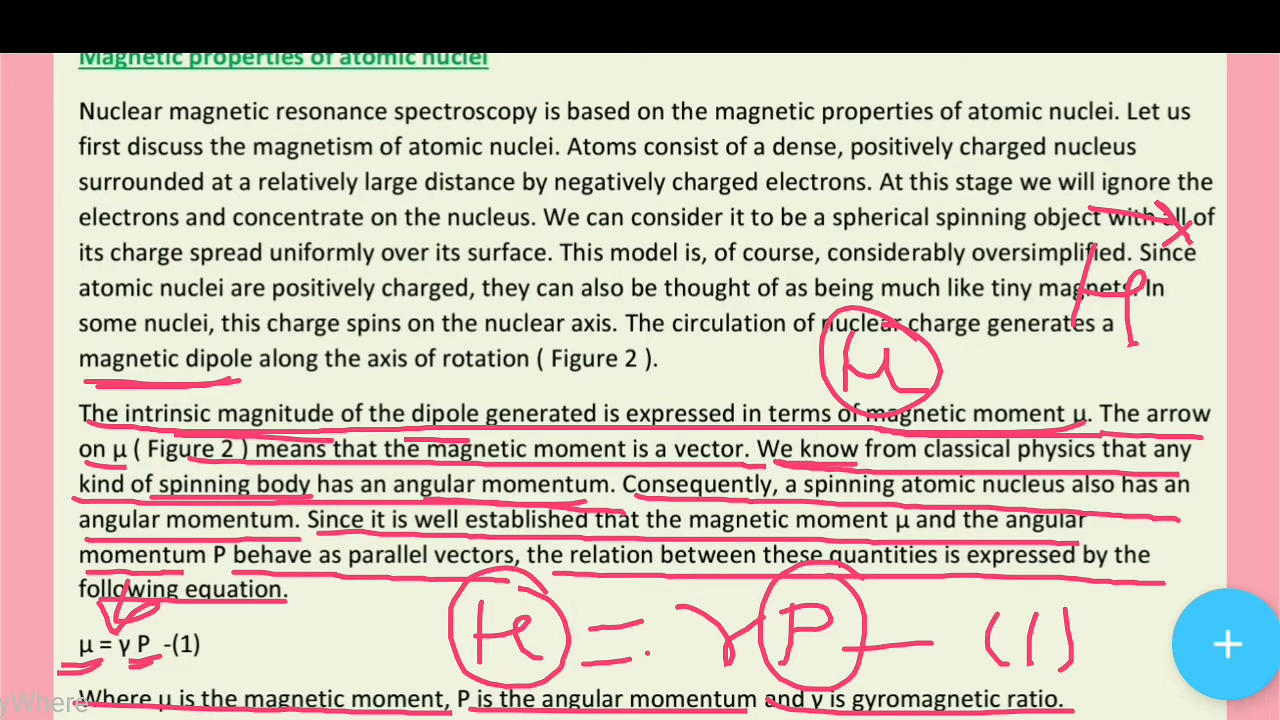 Magnetic properties of atomic nuclei
Nuclear magnetic resonance spectroscopy is based on the magnetic properties of atomic nuclei. Let us
first discuss the magnetism of atomic nuclei. Atoms consist of a dense, positively charged nucleus
surrounded at a relatively large distance by negatively charged electrons. At this stage we will ignore the
electrons and concentrate on the nucleus. We can consider it to be a spherical spinning object with all of
its charge spread uniformly over its surface. This model is, of course, considerably oversimplified. Since
atomic nuclei are positively charged, they can also be thought of as being much like tiny magnets. In
some nuclei, this charge spins on the nuclear axis. The circulation of nuclear charge generates a
magnetic dipole along the axis of rotation ( Figure 2 ).
μ
μ
The intrinsic magnitude of the dipole generated is expressed in terms of magnetic moment μ. The arrow
on μ ( Figure 2 ) means that the magnetic moment is a vector. We know from classical physics that any
kind of spinning body has an angular momentum. Consequently, a spinning atomic nucleus also has an
angular momentum. Since it is well established that the magnetic moment μ and the angular
momentum P behave as parallel vectors, the relation between these quantities is expressed by the
following equation.
μ = γ P -(1)
μ = γ P — (1)
Where μ is the magnetic moment, P is the angular momentum and γ is gyromagnetic ratio.
yWhere
+